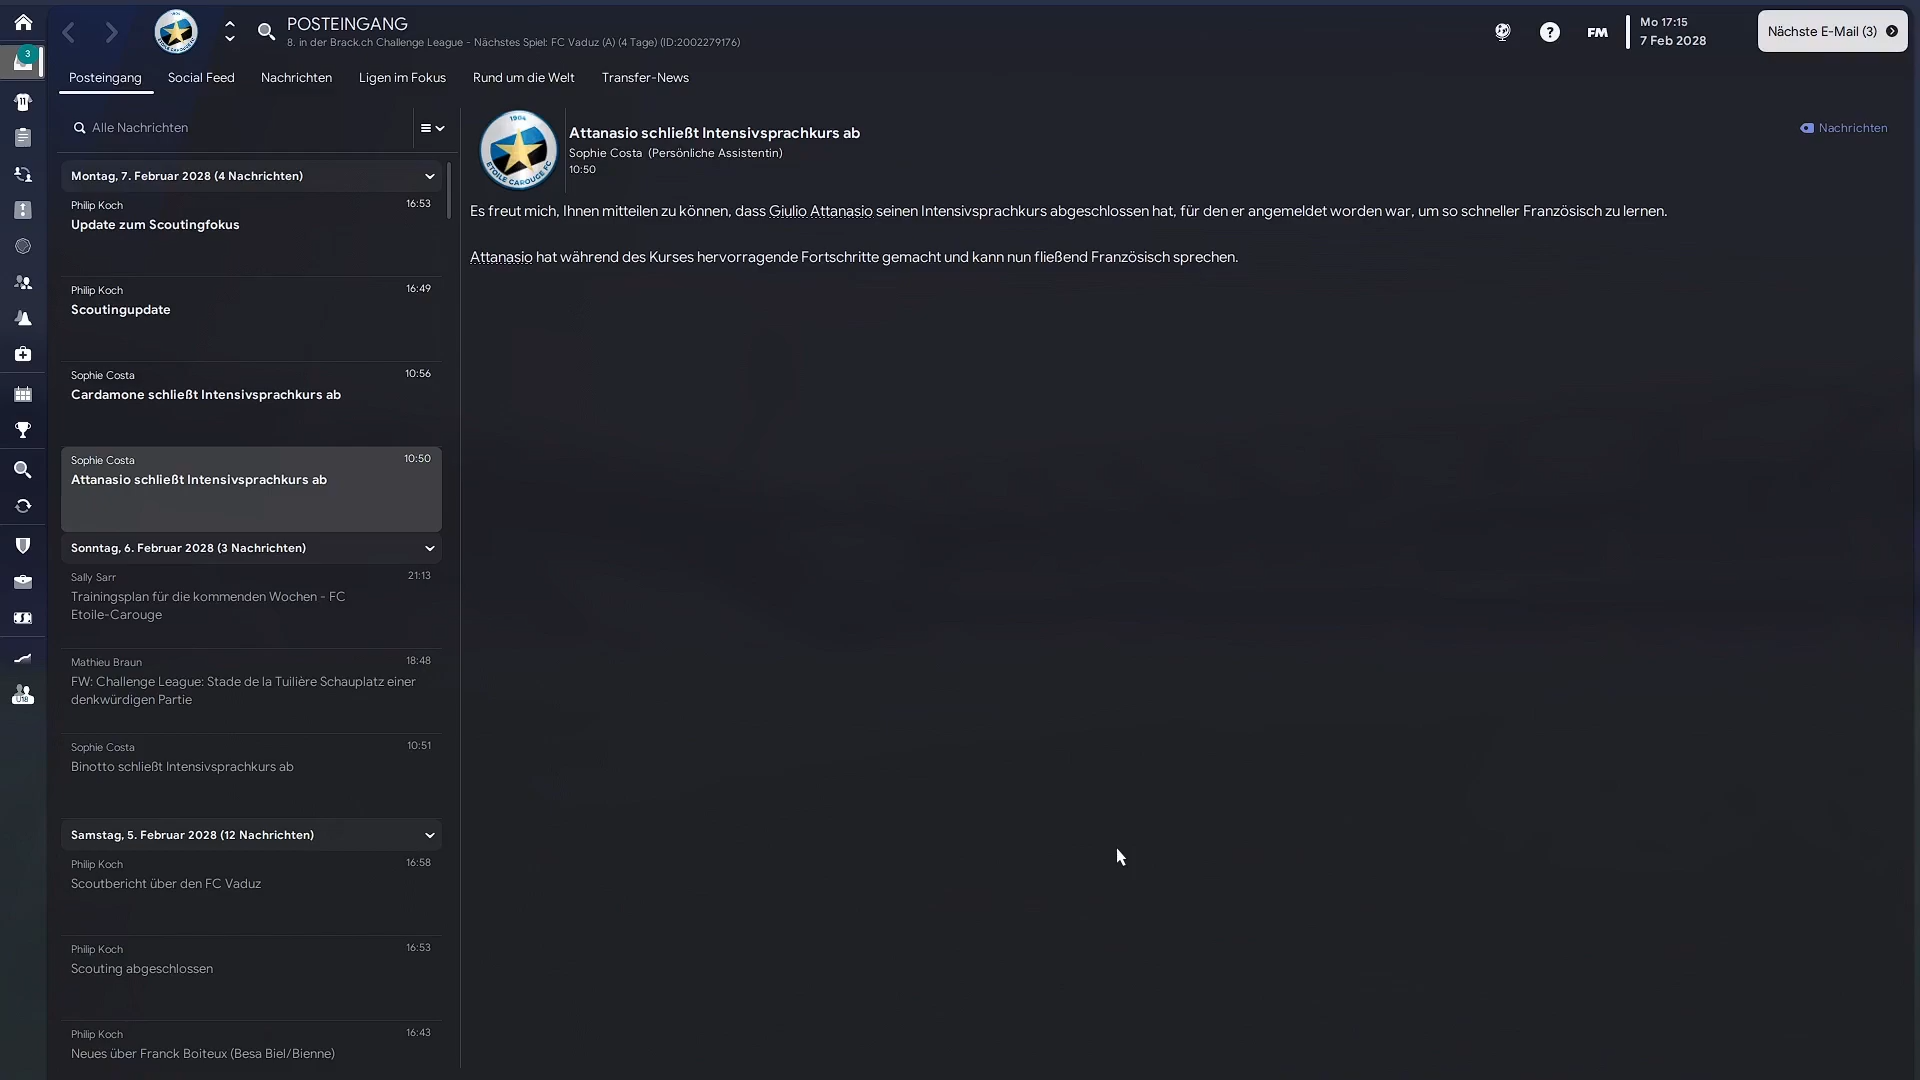 POSTEINGANG
8. in der Brack.ch Challenge League - Nächstes Spiel: FC Vaduz (A) (4 Tage) (ID:2002279176)
FM
Mo 17:15
7 Feb 2028
Nächste E-Mail (3)
3
Posteingang
Social Feed
Nachrichten
Ligen im Fokus
Rund um die Welt
Transfer-News
Alle Nachrichten
Montag, 7. Februar 2028 (4 Nachrichten)
Philip Koch
16:53
Update zum Scoutingfokus
Philip Koch
16:49
Scoutingupdate
Sophie Costa
10:56
Cardamone schließt Intensivsprachkurs ab
Sophie Costa
10:50
Attanasio schließt Intensivsprachkurs ab
Sonntag, 6. Februar 2028 (3 Nachrichten)
Sally Sarr
21:13
Trainingsplan für die kommenden Wochen - FC
Etoile-Carouge
Mathieu Braun
18:48
FW: Challenge League: Stade de la Tuilière Schauplatz einer
denkwürdigen Partie
Sophie Costa
10:51
Binotto schließt Intensivsprachkurs ab
Samstag, 5. Februar 2028 (12 Nachrichten)
Philip Koch
16:58
Scoutbericht über den FC Vaduz
Philip Koch
16:53
Scouting abgeschlossen
Philip Koch
16:43
Neues über Franck Boiteux (Besa Biel/Bienne)
1904
ETOILE CAROUGE FC
Attanasio schließt Intensivsprachkurs ab
Sophie Costa (Persönliche Assistentin)
10:50
Nachrichten
Es freut mich, Ihnen mitteilen zu können, dass Giulio Attanasio seinen Intensivsprachkurs abgeschlossen hat, für den er angemeldet worden war, um so schneller Französisch zu lernen.
Attanasio hat während des Kurses hervorragende Fortschritte gemacht und kann nun fließend Französisch sprechen.
11
U18